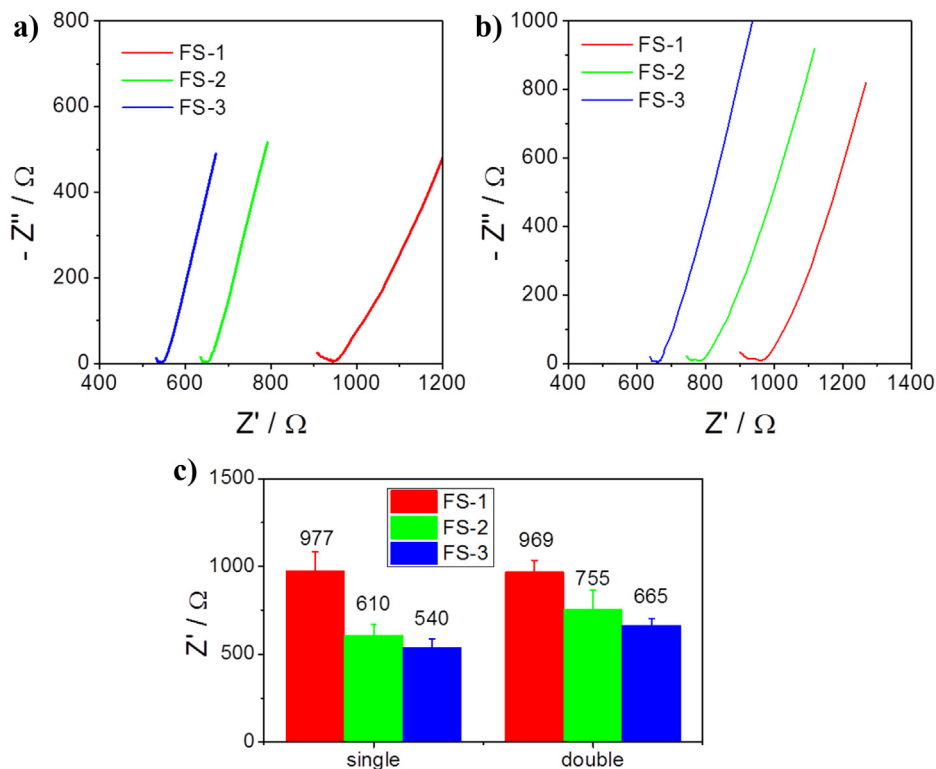 a)
800
600
400
200
0
- Z" / Ω
FS-1
FS-2
FS-3
400 600 800 1000 1200
Z' / Ω
b)
1000
800
600
400
200
0
- Z" / Ω
FS-1
FS-2
FS-3
400 600 800 1000 1200 1400
Z' / Ω
c)
1500
1000
500
0
Z' / Ω
FS-1
FS-2
FS-3
977
610
540
969
755
665
single double